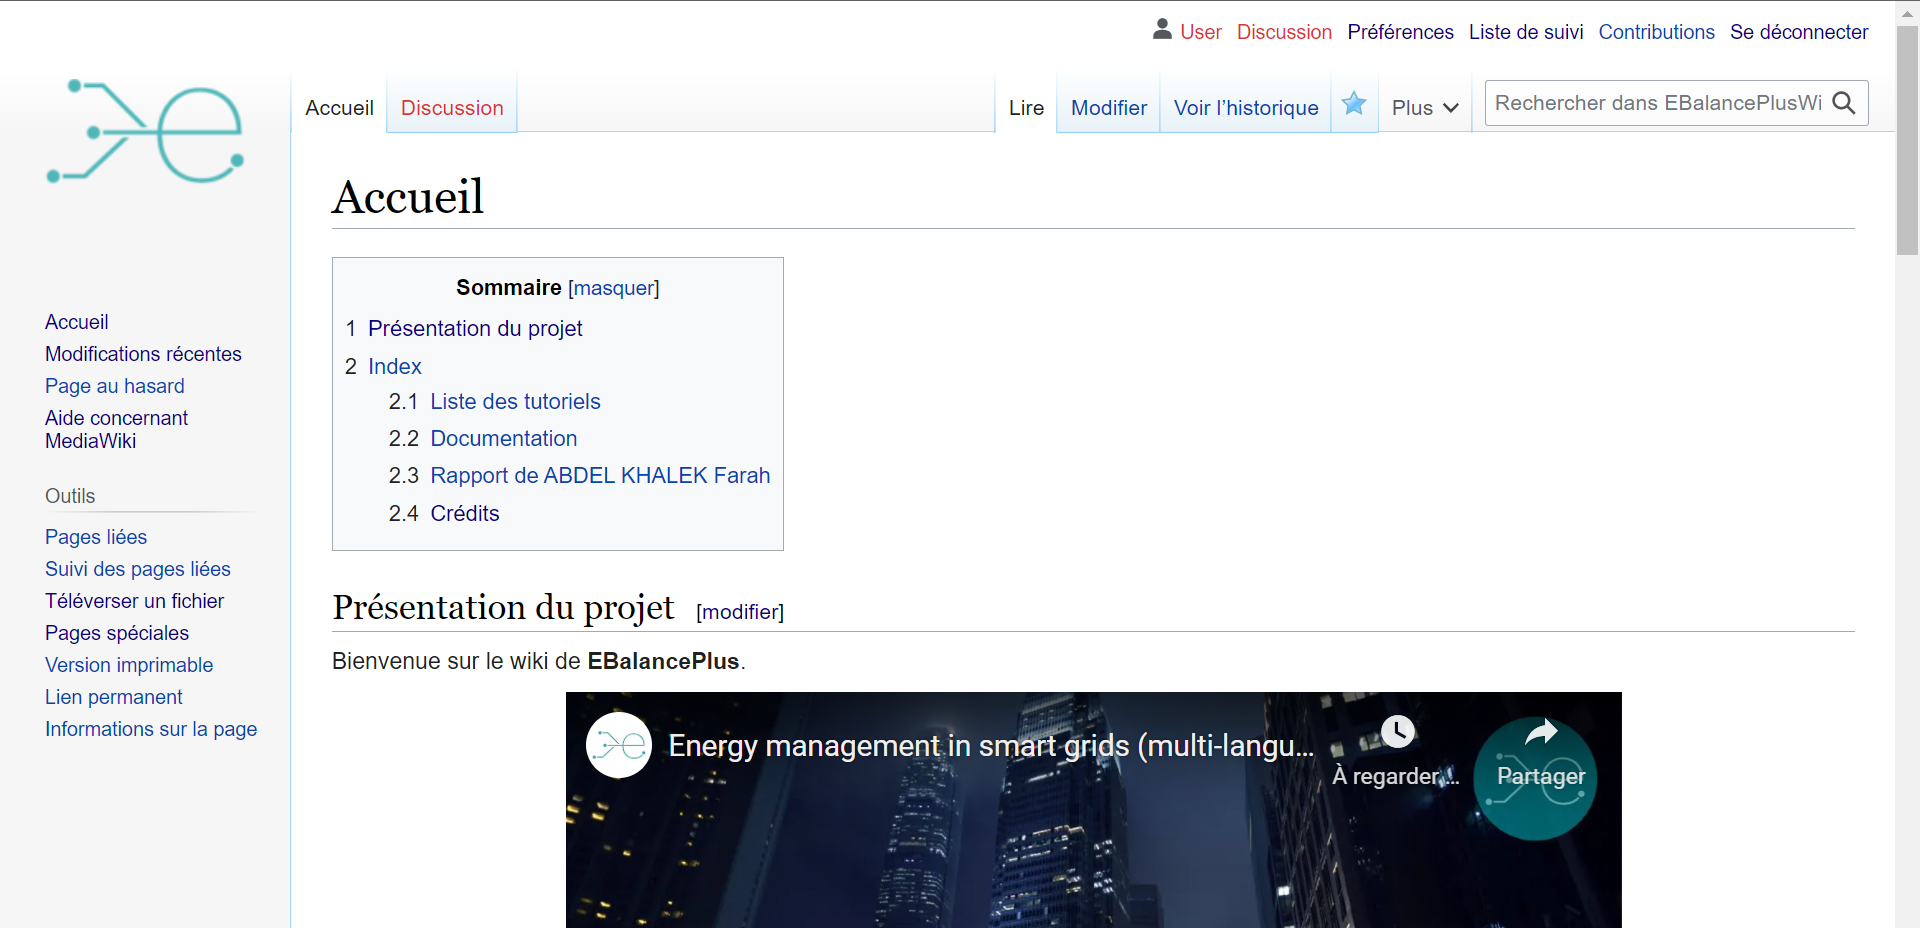 User Discussion Préférences Liste de suivi Contributions Se déconnecter
Accueil Discussion Lire Modifier Voir l’historique Plus Rechercher dans EBalancePlusWi
Accueil
Modifications récentes
Page au hasard
Aide concernant
MediaWiki
Outils
Pages liées
Suivi des pages liées
Téléverser un fichier
Pages spéciales
Version imprimable
Lien permanent
Informations sur la page
Accueil
Sommaire [masquer]
1 Présentation du projet
2 Index
2.1 Liste des tutoriels
2.2 Documentation
2.3 Rapport de ABDEL KHALEK Farah
2.4 Crédits
Présentation du projet [modifier]
Bienvenue sur le wiki de EBalancePlus.
Energy management in smart grids (multi-langu...
À regarder ... Partager